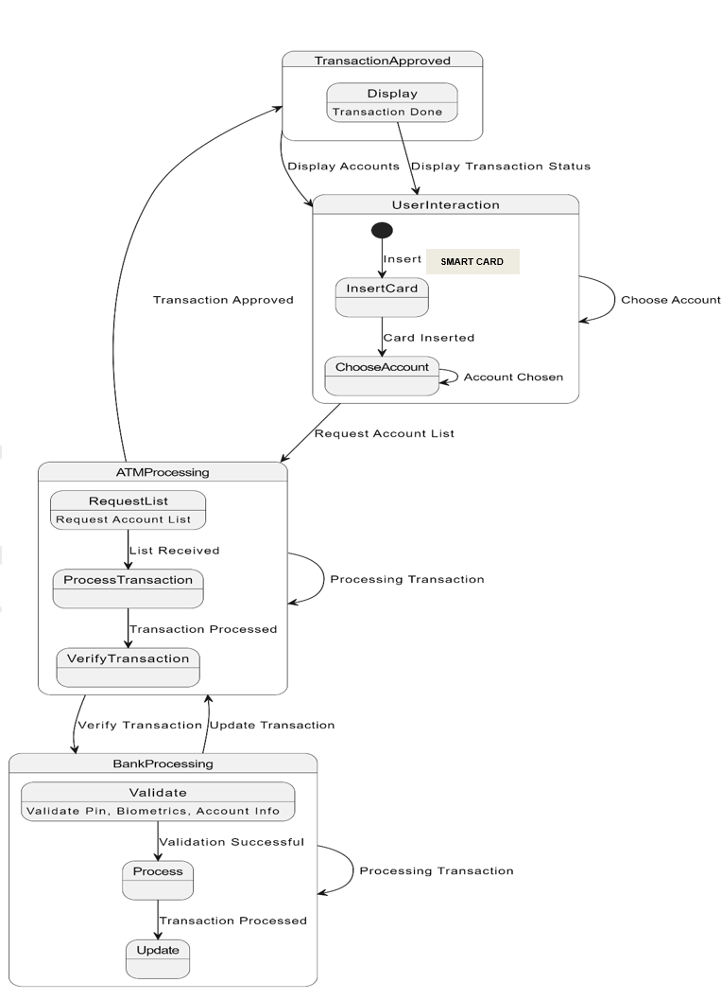 TransactionApproved
Display
Transaction Done
Display Accounts
Display Transaction Status
UserInteraction
Insert
SMART CARD
InsertCard
Transaction Approved
Choose Account
Card Inserted
ChooseAccount
Account Chosen
Request Account List
ATMProcessing
RequestList
Request Account List
List Received
ProcessTransaction
Processing Transaction
Transaction Processed
VerifyTransaction
Verify Transaction
Update Transaction
BankProcessing
Validate
Validate Pin, Biometrics, Account Info
Validation Successful
Process
Processing Transaction
Transaction Processed
Update